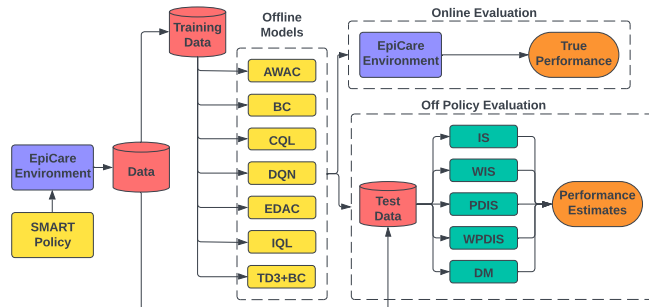 Training
Data
Offline
Models
AWAC
BC
CQL
DQN
EDAC
IQL
TD3+BC
EpiCare
Environment
SMART
Policy
Data
Online Evaluation
EpiCare
Environment
True
Performance
Off Policy Evaluation
Test
Data
IS
WIS
PDIS
WPDIS
DM
Performance
Estimates